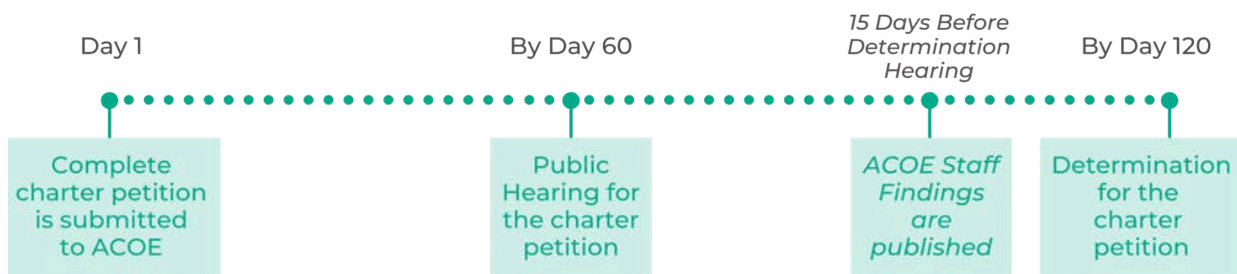 Day 1
By Day 60
15 Days Before
Determination
Hearing
By Day 120
Complete
charter petition
is submitted
to ACOE
Public
Hearing for
the charter
petition
ACOE Staff
Findings
are
published
Determination
for the
charter
petition